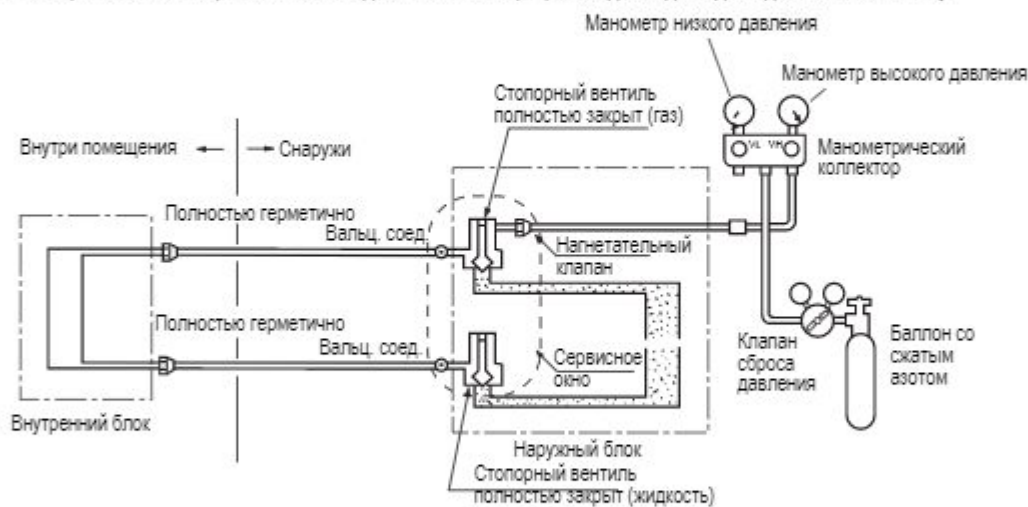 Манометр низкого давления
Манометр высокого давления
Стопорный вентиль
полностью закрыт (газ)
VL VH
Внутри помещения
Снаружи
Манометрический
коллектор
Полностью герметично
Вальц. соед.
Нагнетательный
клапан
Полностью герметично
Вальц. соед.
Сервисное
окно
Клапан
сброса
давления
Баллон со
сжатым
азотом
Внутренний блок
Наружный блок
Стопорный вентиль
полностью закрыт (жидкость)